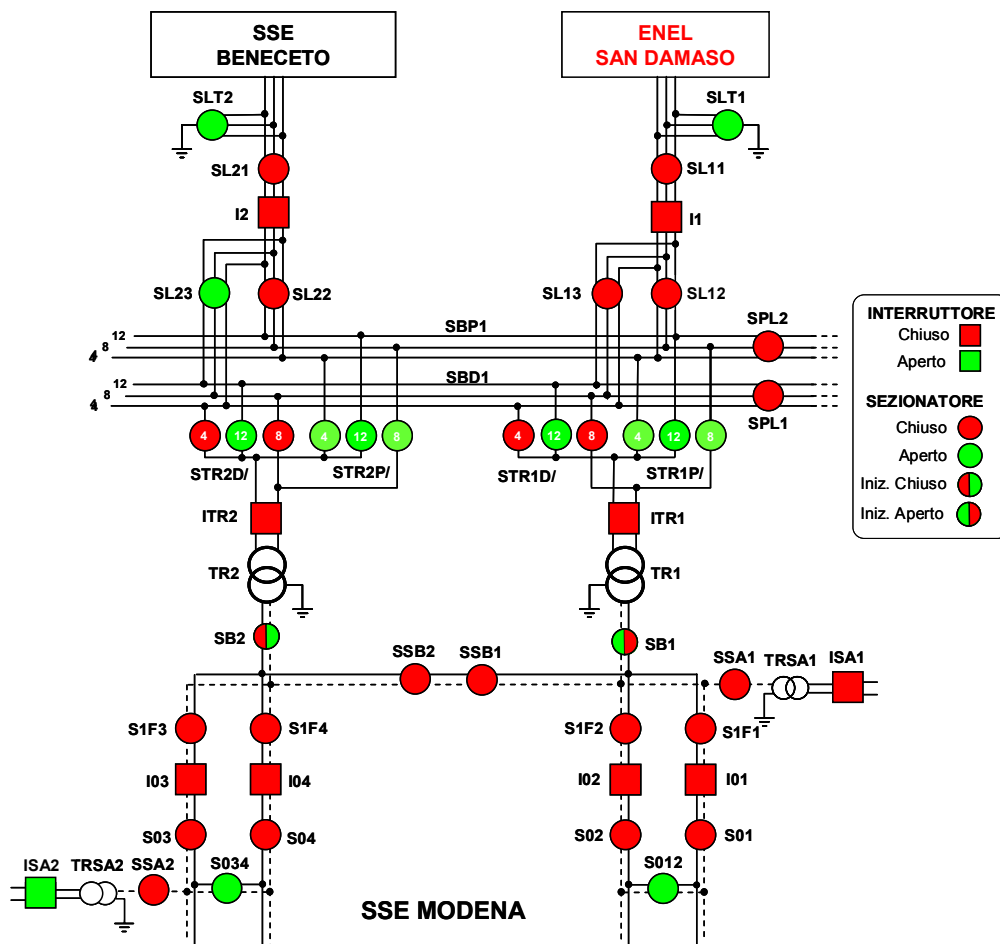 SSE
BENECETO
ENEL
SAN DAMASO
SLT2
SLT1
SL21
SL11
I2
I1
SL23
SL22
SL13
SL12
INTERRUTTORE
Chiuso
Aperto
SEZIONATORE
Chiuso
Aperto
Iniz. Chiuso
Iniz. Aperto
SBP1
SPL2
12
8
4
SBD1
12
8
4
SPL1
4
12
8
4
12
8
4
12
8
4
12
8
STR2D/
STR2P/
STR1D/
STR1P/
ITR2
ITR1
TR2
TR1
SB2
SB1
SSB2
SSB1
SSA1
TRSA1
ISA1
S1F3
S1F4
S1F2
S1F1
I03
I04
I02
I01
S03
S04
S02
S01
ISA2
TRSA2
SSA2
S034
S012
SSE MODENA